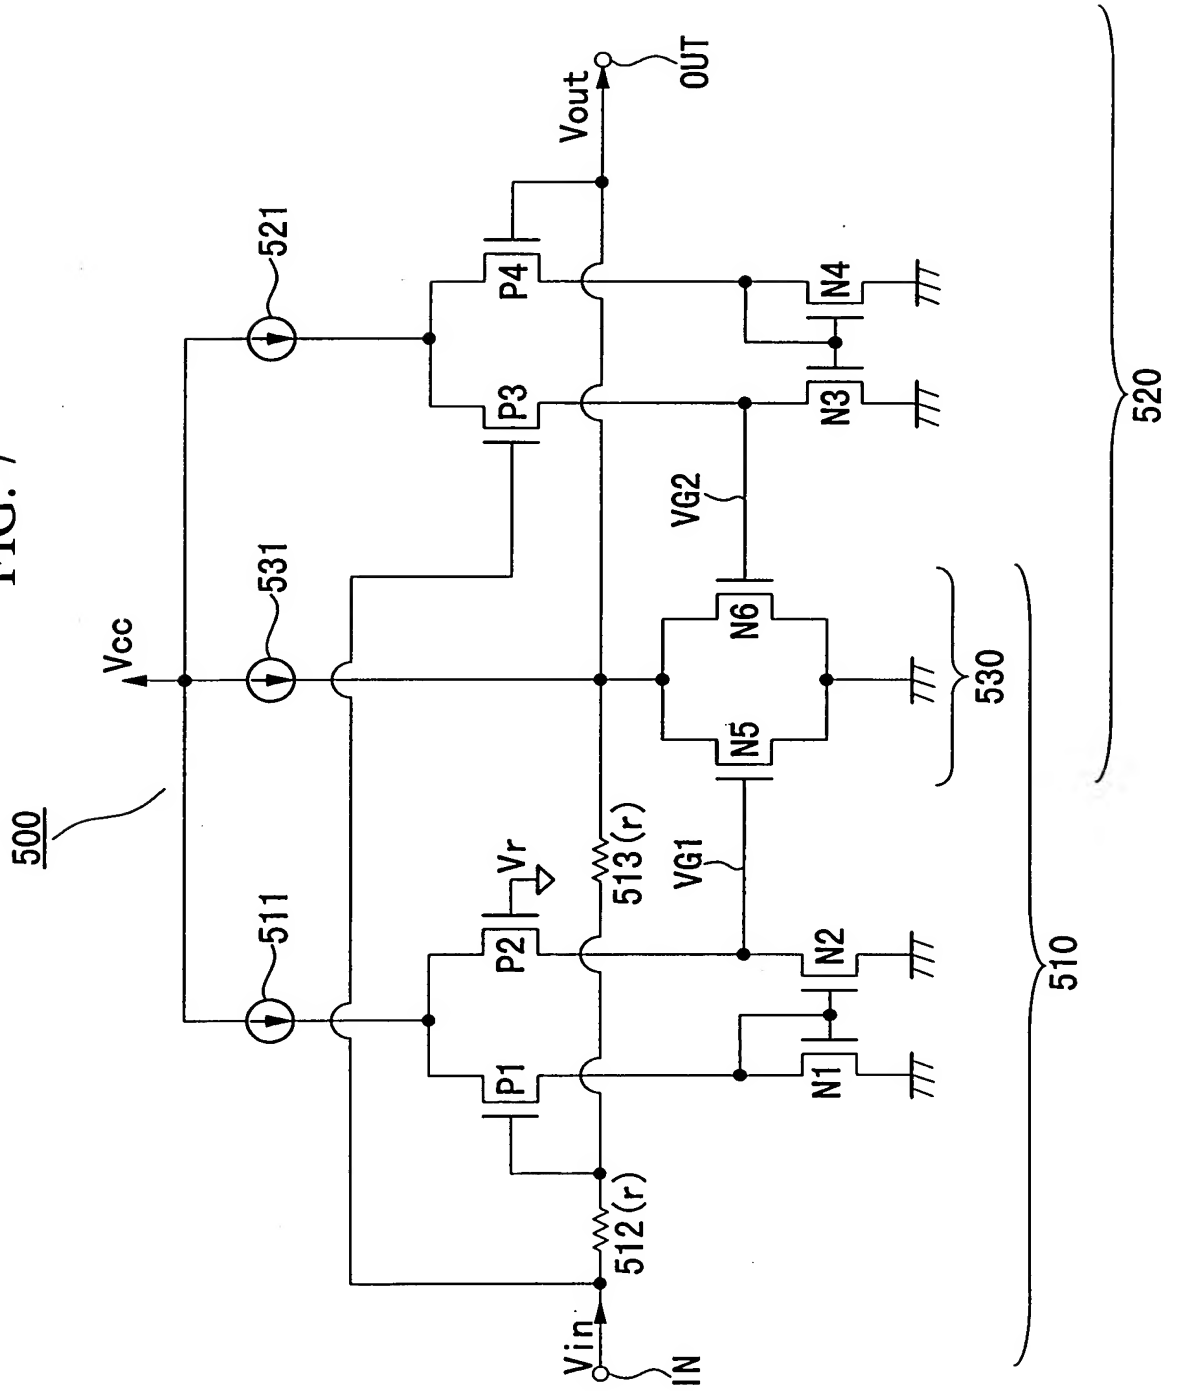 FIG. 7
500
Vcc
511
531
521
P1
P2
Vr
P3
P4
Vin
IN
512(r)
513(r)
Vout
OUT
VG1
VG2
N1
N2
N5
N6
N3
N4
530
510
520